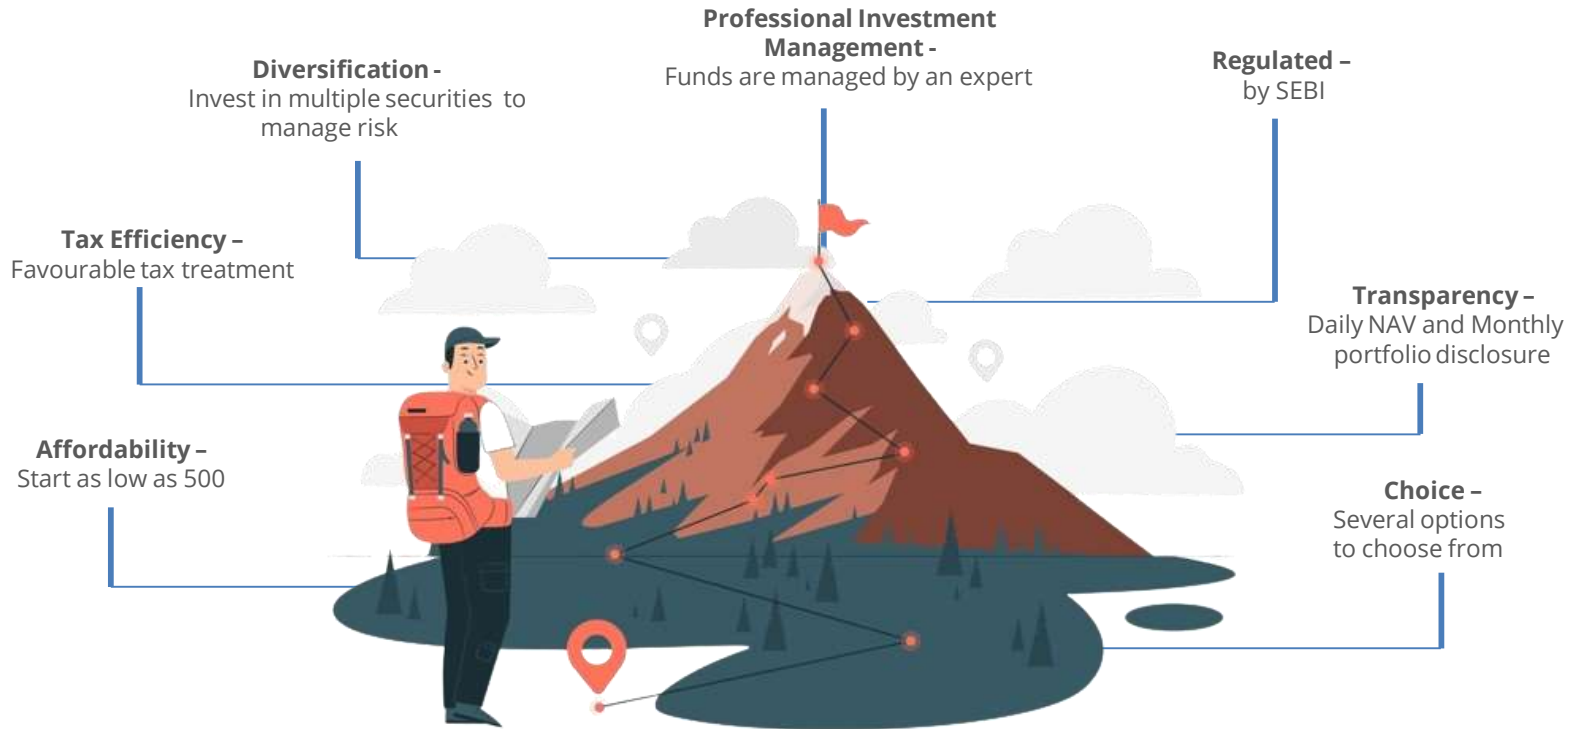 Professional Investment
Management -
Funds are managed by an expert
Diversification -
Invest in multiple securities to
manage risk
Regulated –
by SEBI
Tax Efficiency –
Favourable tax treatment
Transparency –
Daily NAV and Monthly
portfolio disclosure
Affordability –
Start as low as 500
Choice –
Several options
to choose from